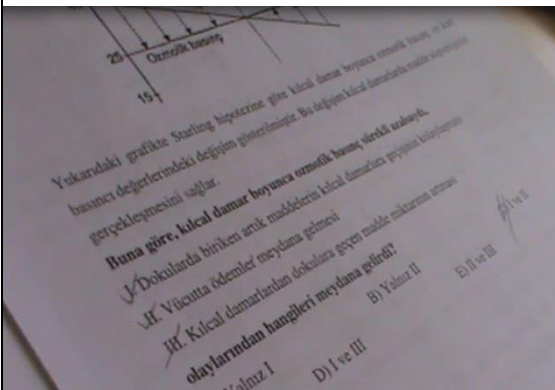 25
Ozmotik basınç
15
Yukarıdaki grafikte Starling hipotezine göre kılcal damar boyunca ozmotik basınç ve kan
basıncı değerlerindeki değişim gösterilmiştir. Bu değişim kılcal damarlarda madde alışverişinin
gerçekleşmesini sağlar.
Buna göre, kılcal damar boyunca ozmotik basınç sürekli azalsaydı,
I. Dokularda biriken artık maddelerin kılcal damarlara geçişinin kolaylaşması
II. Vücutta ödemler meydana gelmesi
III. Kılcal damarlardan dokulara geçen madde miktarının artması
olaylarından hangileri meydana gelirdi?
Yalnız I B) Yalnız II I ve II
D) I ve III E) II ve III